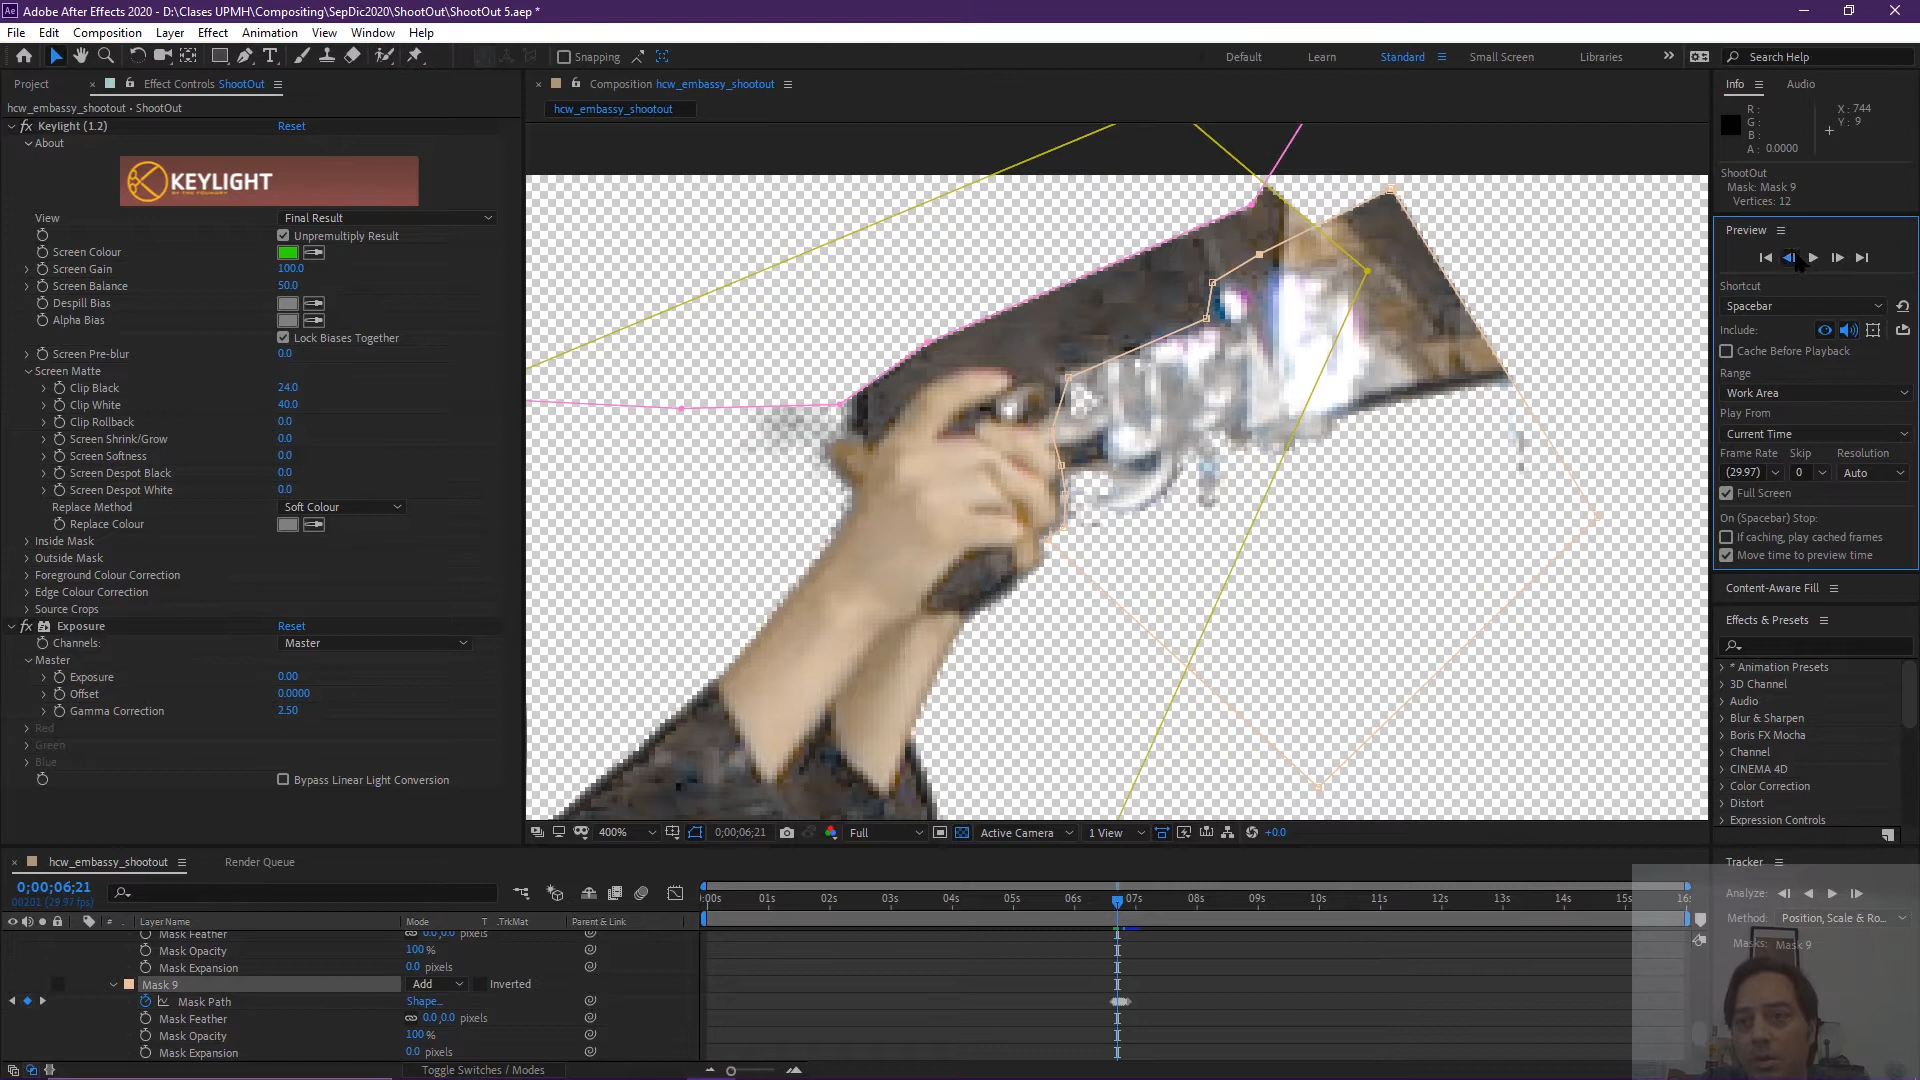 Adobe After Effects 2020 - D:\Clases UPMH\Compositing\SepDic2020\ShootOut\ShootOut 5.aep *
File Edit Composition Layer Effect Animation View Window Help
Snapping Default Learn Standard Small Screen Libraries Search Help
Project Effect Controls ShootOut
hcw_embassy_shootout • ShootOut
fx Keylight (1.2) Reset
About
KEYLIGHT
BY THE FOUNDRY
View Final Result
Unpremultiply Result
Screen Colour
Screen Gain 100.0
Screen Balance 50.0
Despill Bias
Alpha Bias
Lock Biases Together
Screen Pre-blur 0.0
Screen Matte
Clip Black 24.0
Clip White 40.0
Clip Rollback 0.0
Screen Shrink/Grow 0.0
Screen Softness 0.0
Screen Despot Black 0.0
Screen Despot White 0.0
Replace Method Soft Colour
Replace Colour
Inside Mask
Outside Mask
Foreground Colour Correction
Edge Colour Correction
Source Crops
fx Exposure Reset
Channels: Master
Master
Exposure 0.00
Offset 0.0000
Gamma Correction 2.50
Red
Green
Blue
Bypass Linear Light Conversion
Composition hcw_embassy_shootout
hcw_embassy_shootout
400% 0;00;06;21 Full Active Camera 1 View +0.0
Info Audio
R : X : 744
G : Y : 9
B :
A : 0.0000
ShootOut
Mask: Mask 9
Vertices: 12
Preview
Shortcut
Spacebar
Include:
Cache Before Playback
Range
Work Area
Play From
Current Time
Frame Rate Skip Resolution
(29.97) 0 Auto
Full Screen
On (Spacebar) Stop:
If caching, play cached frames
Move time to preview time
Content-Aware Fill
Effects & Presets
* Animation Presets
3D Channel
Audio
Blur & Sharpen
Boris FX Mocha
Channel
CINEMA 4D
Color Correction
Distort
Expression Controls
Tracker
Analyze:
Method: Position, Scale & Ro...
Masks: Mask 9
hcw_embassy_shootout Render Queue
0;00;06;21
00201 (29.97 fps)
# Layer Name Mode T .TrkMat Parent & Link
:00s 01s 02s 03s 04s 05s 06s 07s 08s 09s 10s 11s 12s 13s 14s 15s 16s
Mask Feather 0.0,0.0 pixels
Mask Opacity 100 %
Mask Expansion 0.0 pixels
Mask 9 Add Inverted
Mask Path Shape...
Mask Feather 0.0,0.0 pixels
Mask Opacity 100 %
Mask Expansion 0.0 pixels
Toggle Switches / Modes